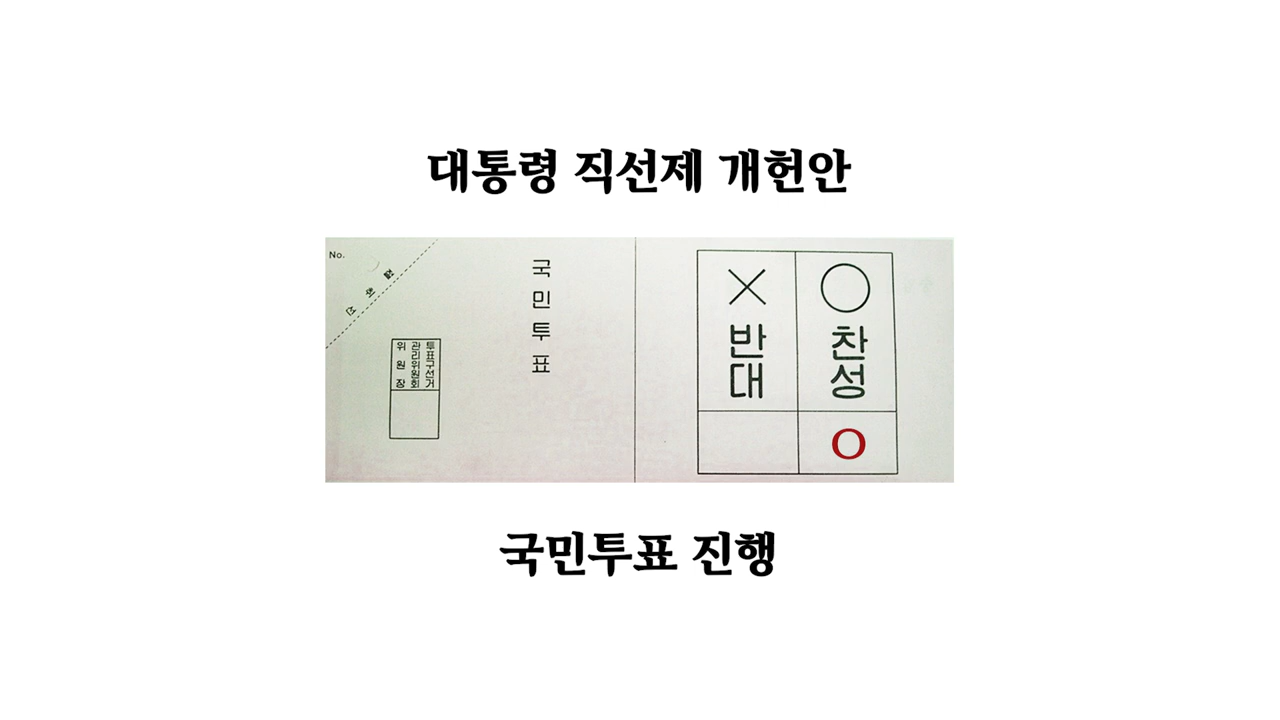 대통령 직선제 개헌안
No.
국민투표
투표구선거
관리위원회
위원장
반대
찬성
국민투표 진행